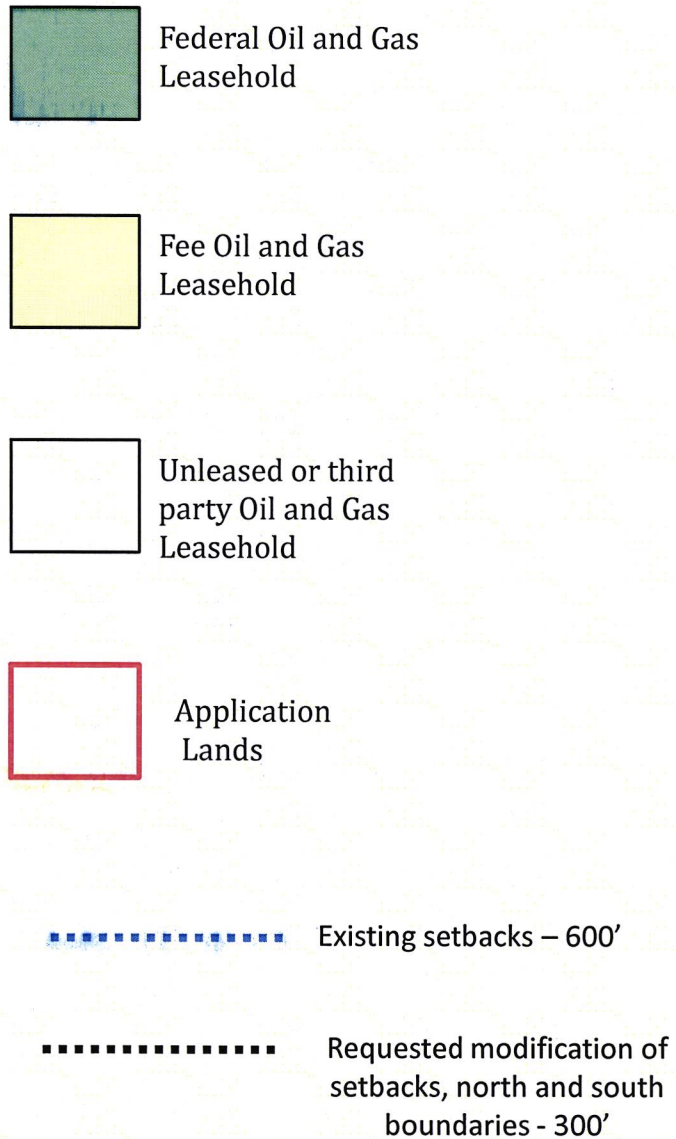 Federal Oil and Gas
Leasehold
Fee Oil and Gas
Leasehold
Unleased or third
party Oil and Gas
Leasehold
Application
Lands
Existing setbacks – 600’
Requested modification of
setbacks, north and south
boundaries - 300’